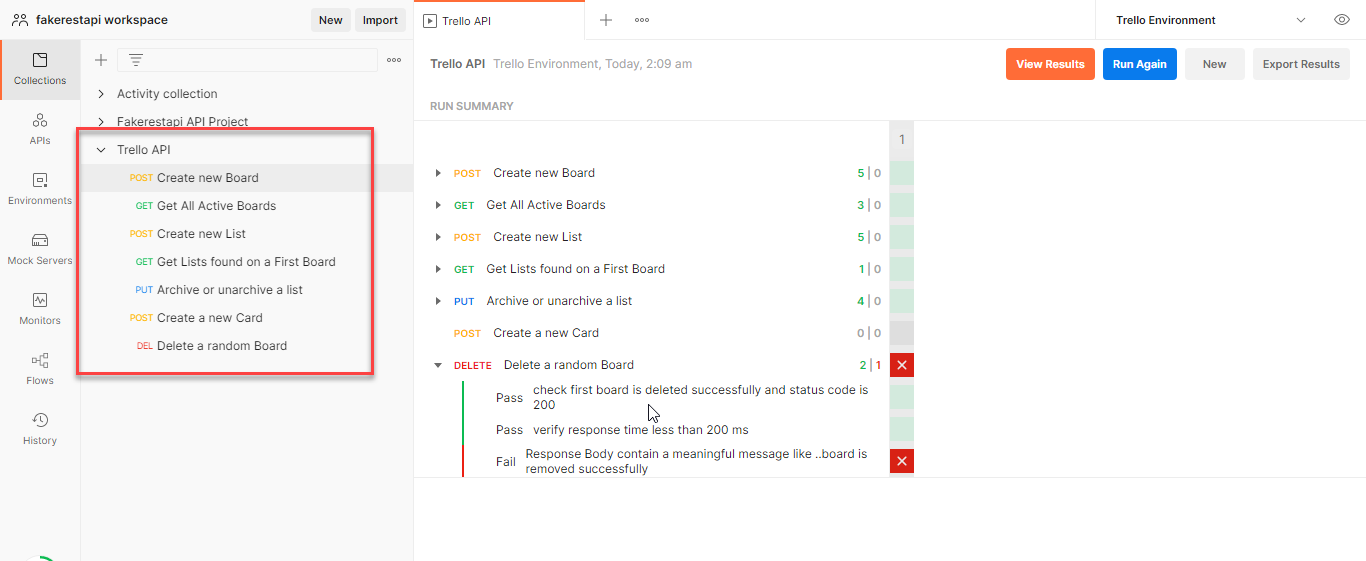 fakerestapi workspace
New
Import
Trello API
Trello Environment
Collections
APIs
Environments
Mock Servers
Monitors
Flows
History
Activity collection
Fakerestapi API Project
Trello API
POST Create new Board
GET Get All Active Boards
POST Create new List
GET Get Lists found on a First Board
PUT Archive or unarchive a list
POST Create a new Card
DEL Delete a random Board
Trello API Trello Environment, Today, 2:09 am
View Results
Run Again
New
Export Results
RUN SUMMARY
1
POST Create new Board 5 | 0
GET Get All Active Boards 3 | 0
POST Create new List 5 | 0
GET Get Lists found on a First Board 1 | 0
PUT Archive or unarchive a list 4 | 0
POST Create a new Card 0 | 0
DELETE Delete a random Board 2 | 1
Pass check first board is deleted successfully and status code is
200
Pass verify response time less than 200 ms
Fail Response Body contain a meaningful message like ..board is
removed successfully